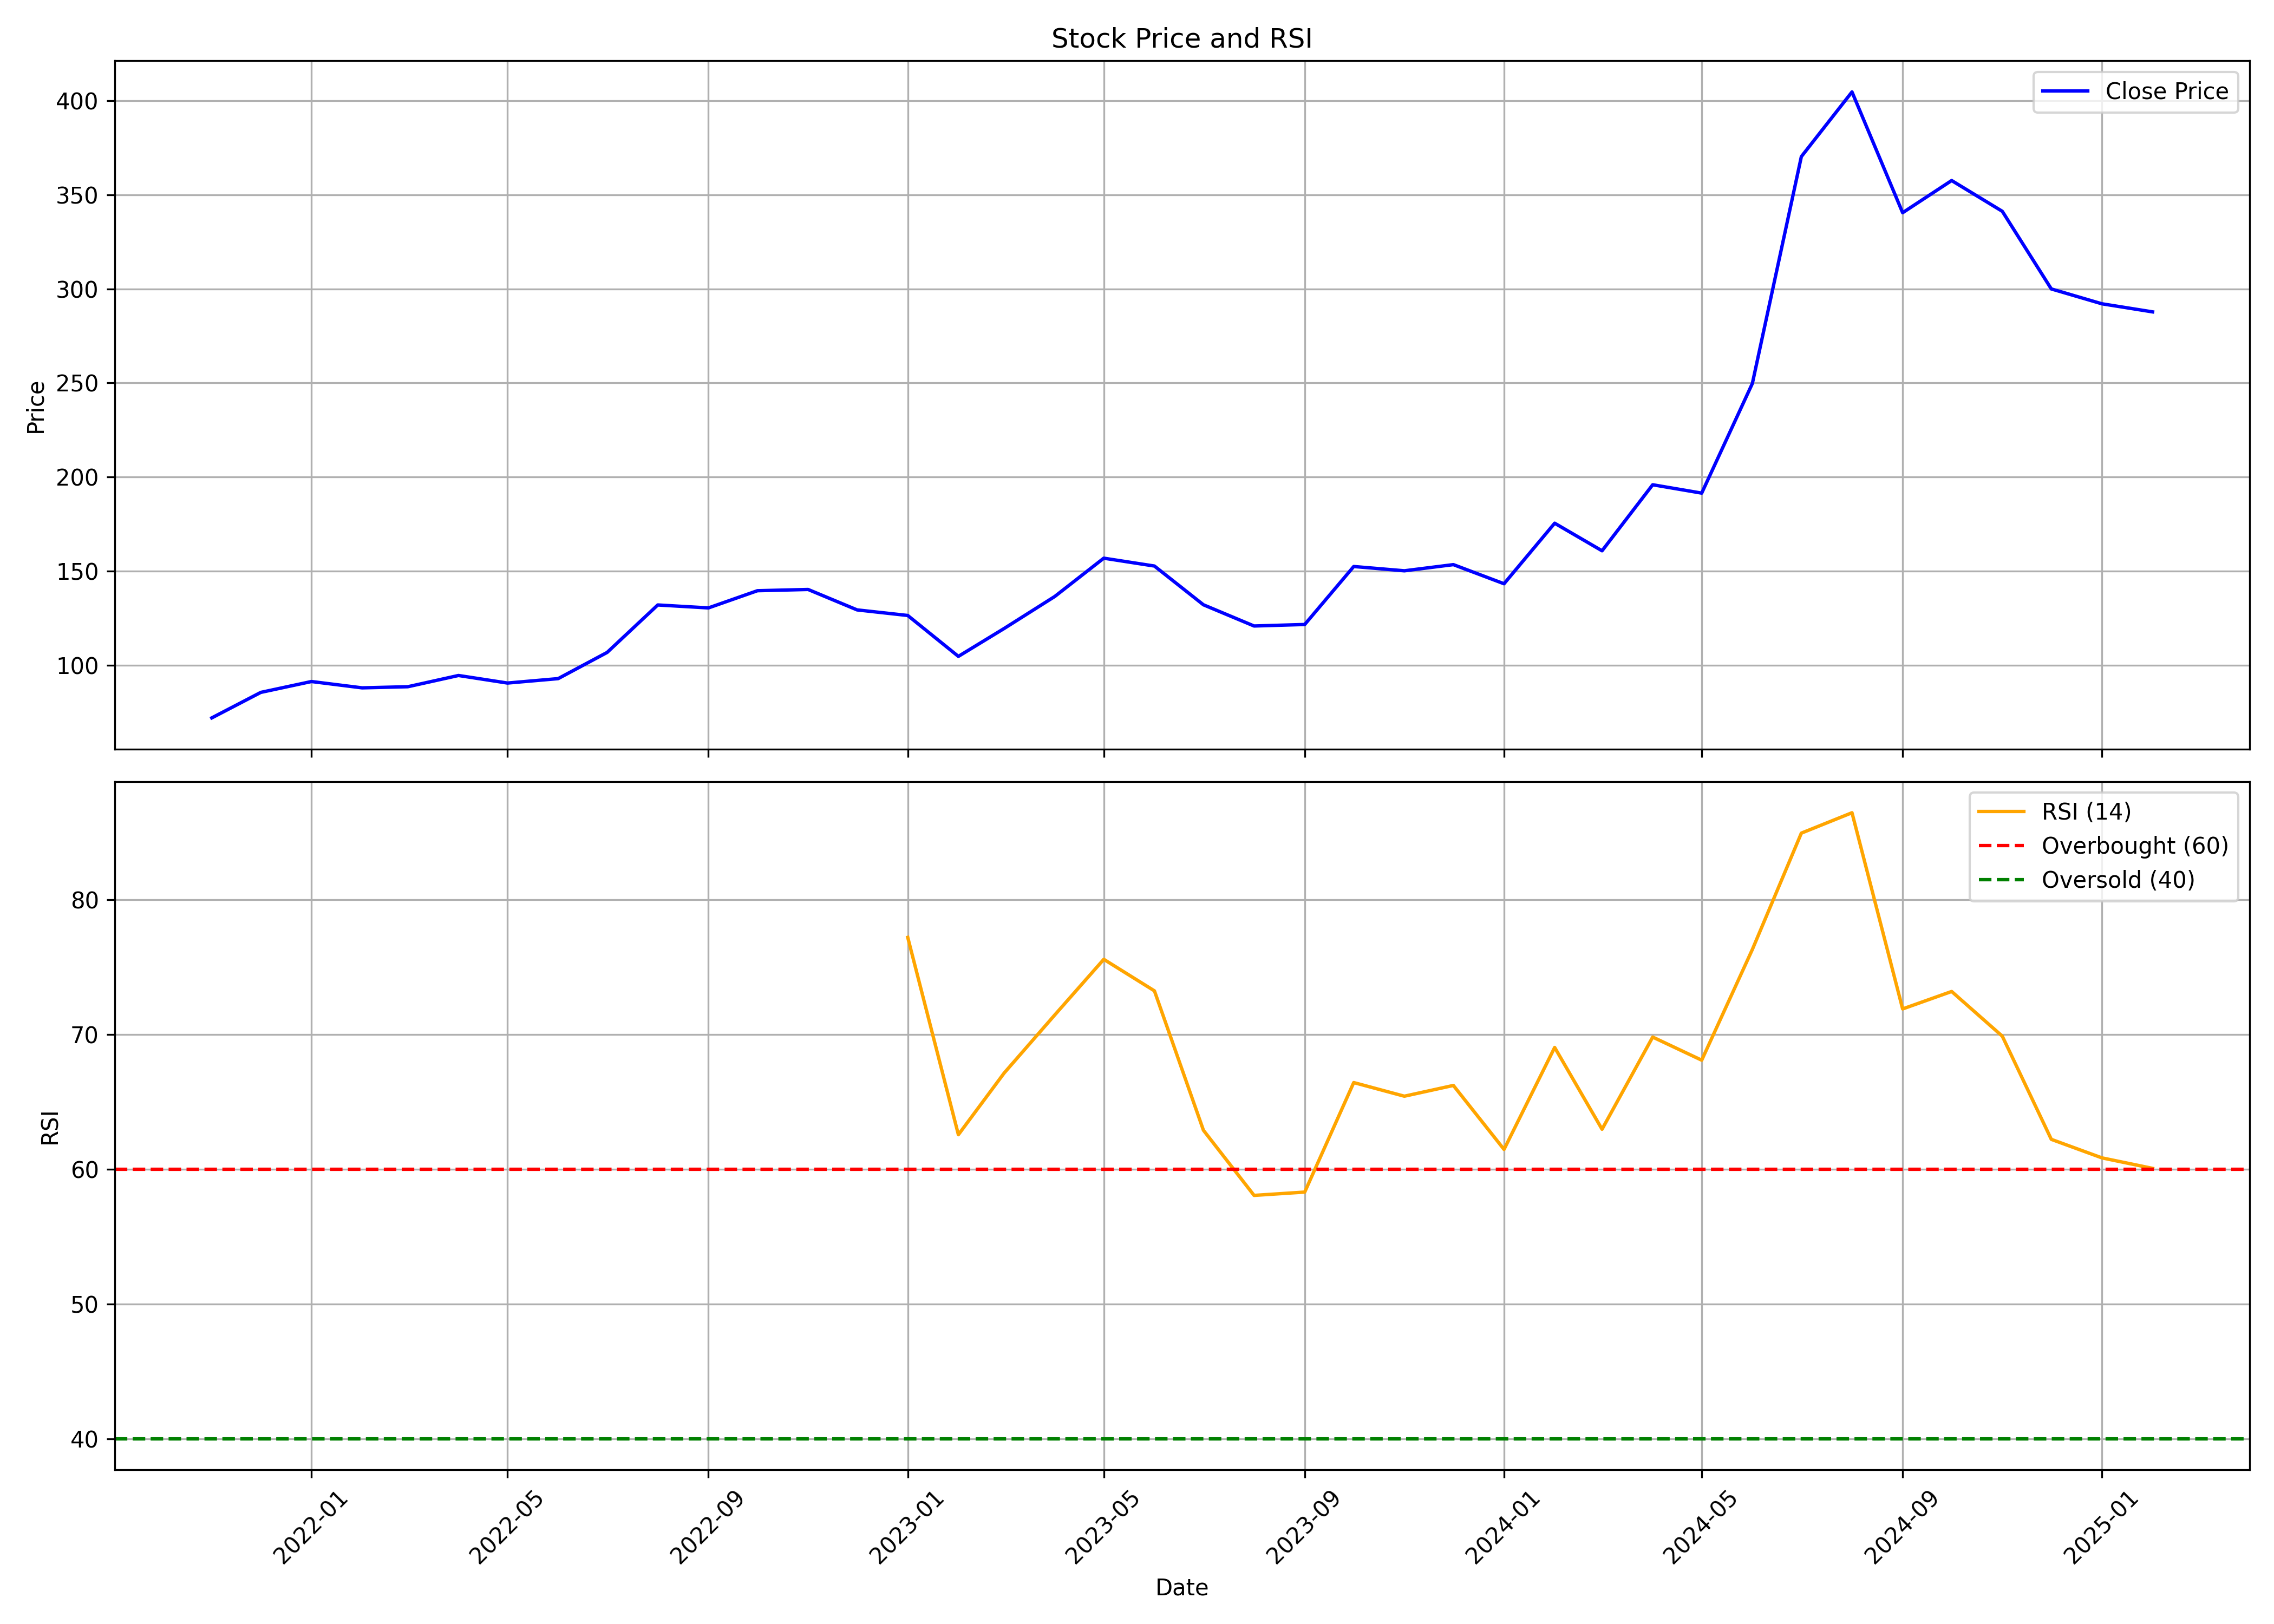 Stock Price and RSI
Close Price
400
350
300
250
200
150
100
Price
RSI (14)
Overbought (60)
Oversold (40)
80
70
60
50
40
RSI
2022-01
2022-05
2022-09
2023-01
2023-05
2023-09
2024-01
2024-05
2024-09
2025-01
Date